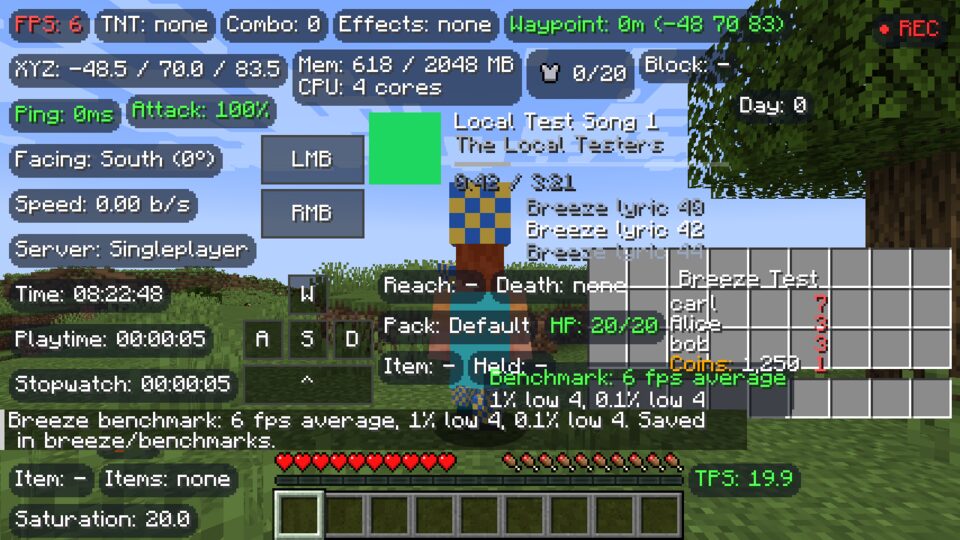 FPS: 6
TNT: none
Combo: 0
Effects: none
Waypoint: 0m (-48 70 83)
REC
XYZ: -48.5 / 70.0 / 83.5
Mem: 618 / 2048 MB
CPU: 4 cores
0/20
Block: -
Day: 0
Ping: 0ms
Attack: 100%
Local Test Song 1
The Local Testers
0:42 / 3:21
Facing: South (0°)
LMB
RMB
Speed: 0.00 b/s
Breeze lyric 40
Breeze lyric 42
Breeze lyric 44
Server: Singleplayer
Time: 08:22:48
W
Reach: -
Death: none
Breeze Test
carl 7
Alice 3
bob 3
Coins: 1,250 1
Playtime: 00:00:05
A
S
D
Pack: Default
HP: 20/20
Stopwatch: 00:00:05
^
Item: -
Held: -
Benchmark: 6 fps average
1% low 4, 0.1% low 4
Breeze benchmark: 6 fps average, 1% low 4, 0.1% low 4. Saved
in breeze/benchmarks.
Item: -
Items: none
TPS: 19.9
Saturation: 20.0